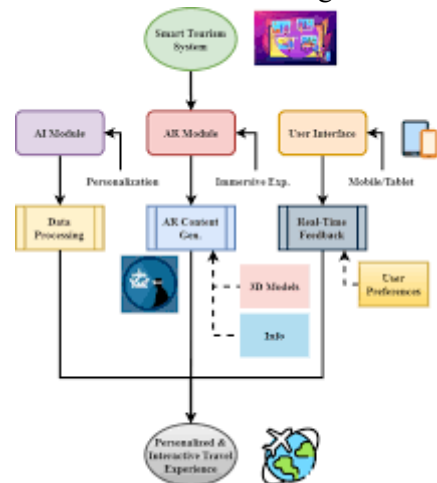 Smart Tourism
System
AI Module
AR Module
User Interface
Personalization
Immersive Exp.
Mobile/Tablet
Data
Processing
AR Content
Gen.
Real-Time
Feedback
3D Models
User
Preferences
Info
Personalized &
Interactive Travel
Experience